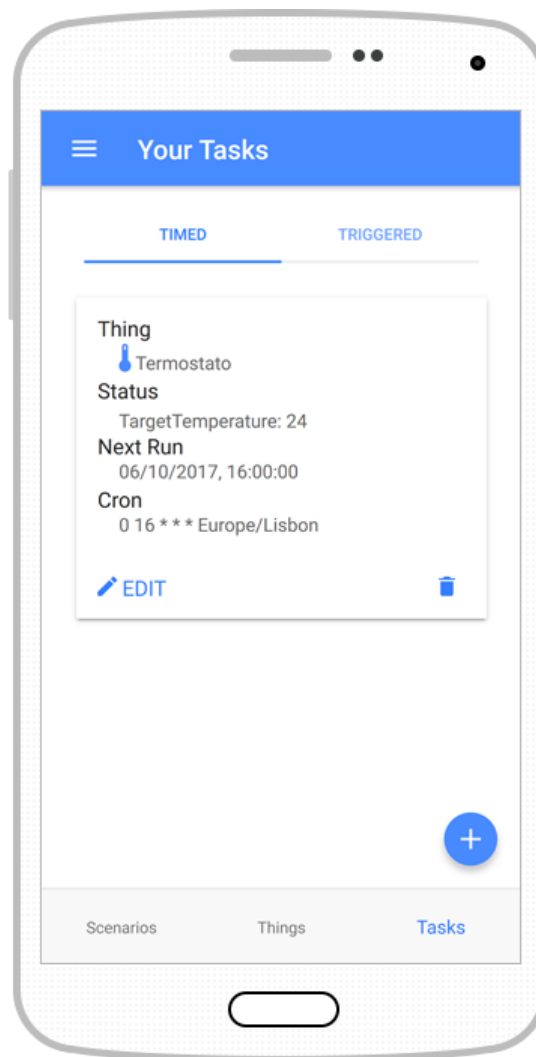 Your Tasks
TIMED TRIGGERED
Thing
Termostato
Status
TargetTemperature: 24
Next Run
06/10/2017, 16:00:00
Cron
0 16 * * * Europe/Lisbon
EDIT
Scenarios Things Tasks